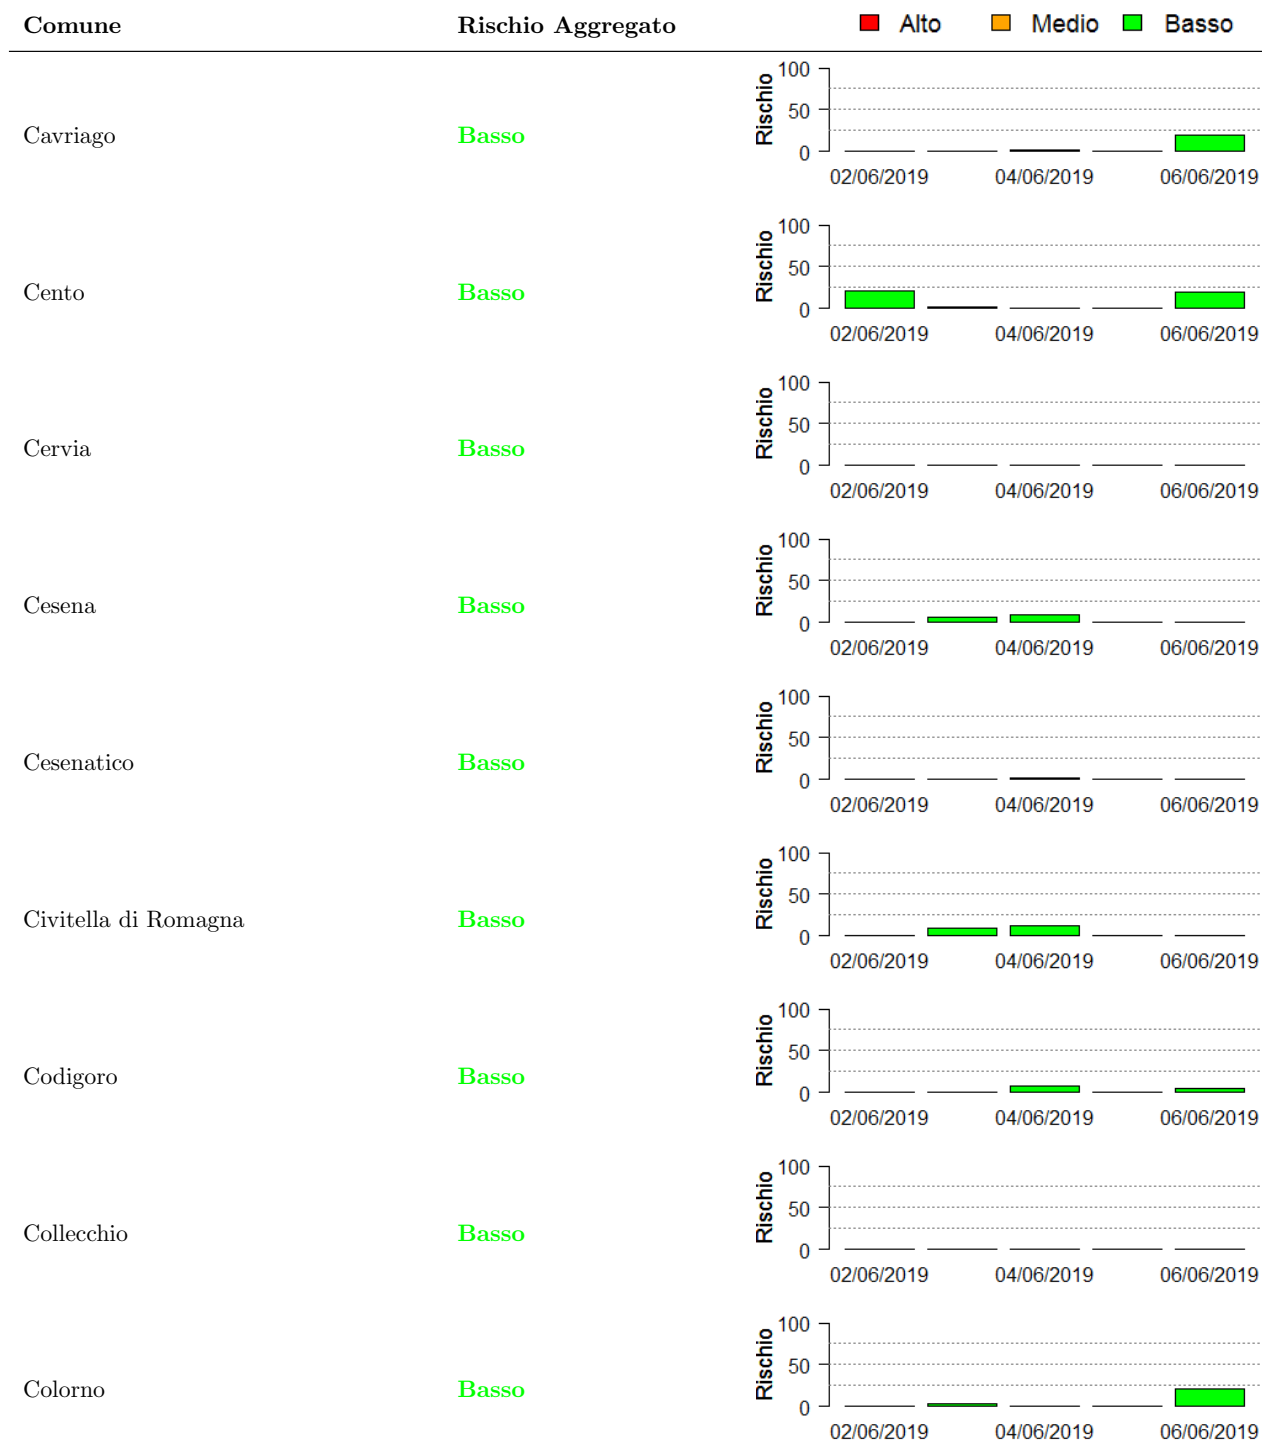 Comune Rischio Aggregato Alto Medio Basso
Cavriago Basso Rischio 100 50 0
02/06/2019 04/06/2019 06/06/2019
Cento Basso Rischio 100 50 0
02/06/2019 04/06/2019 06/06/2019
Cervia Basso Rischio 100 50 0
02/06/2019 04/06/2019 06/06/2019
Cesena Basso Rischio 100 50 0
02/06/2019 04/06/2019 06/06/2019
Cesenatico Basso Rischio 100 50 0
02/06/2019 04/06/2019 06/06/2019
Civitella di Romagna Basso Rischio 100 50 0
02/06/2019 04/06/2019 06/06/2019
Codigoro Basso Rischio 100 50 0
02/06/2019 04/06/2019 06/06/2019
Collecchio Basso Rischio 100 50 0
02/06/2019 04/06/2019 06/06/2019
Colorno Basso Rischio 100 50 0
02/06/2019 04/06/2019 06/06/2019